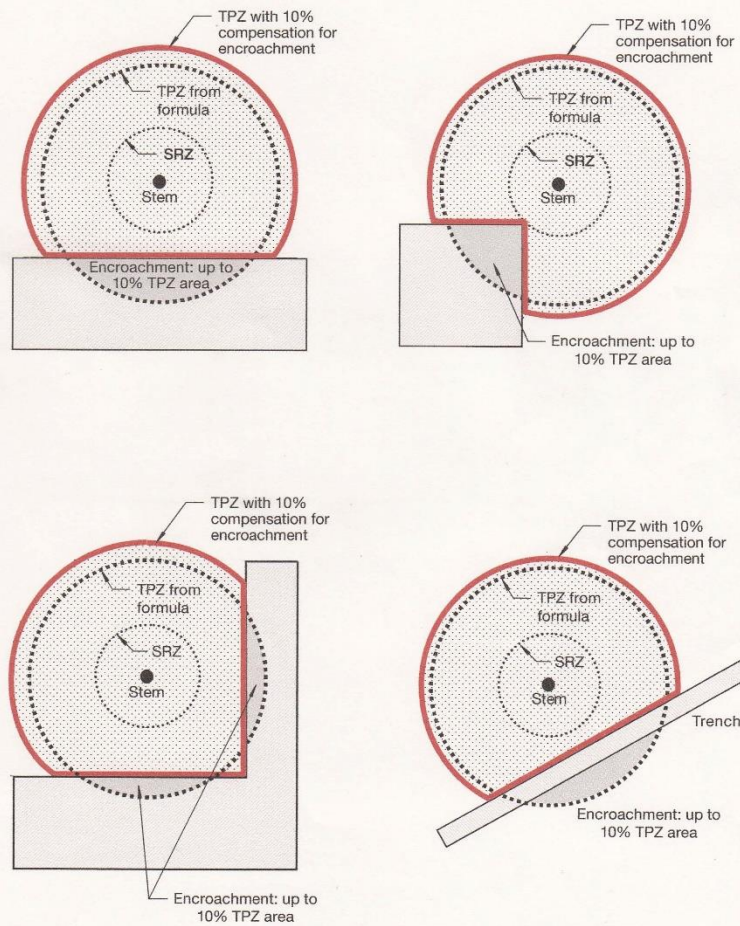 TPZ with 10%
compensation for
encroachment
TPZ from
formula
SRZ
Stem
Encroachment: up to
10% TPZ area
TPZ with 10%
compensation for
encroachment
TPZ from
formula
SRZ
Stem
Encroachment: up to
10% TPZ area
TPZ with 10%
compensation for
encroachment
TPZ from
formula
SRZ
Stem
Encroachment: up to
10% TPZ area
TPZ with 10%
compensation for
encroachment
TPZ from
formula
SRZ
Stem
Trench
Encroachment: up to
10% TPZ area